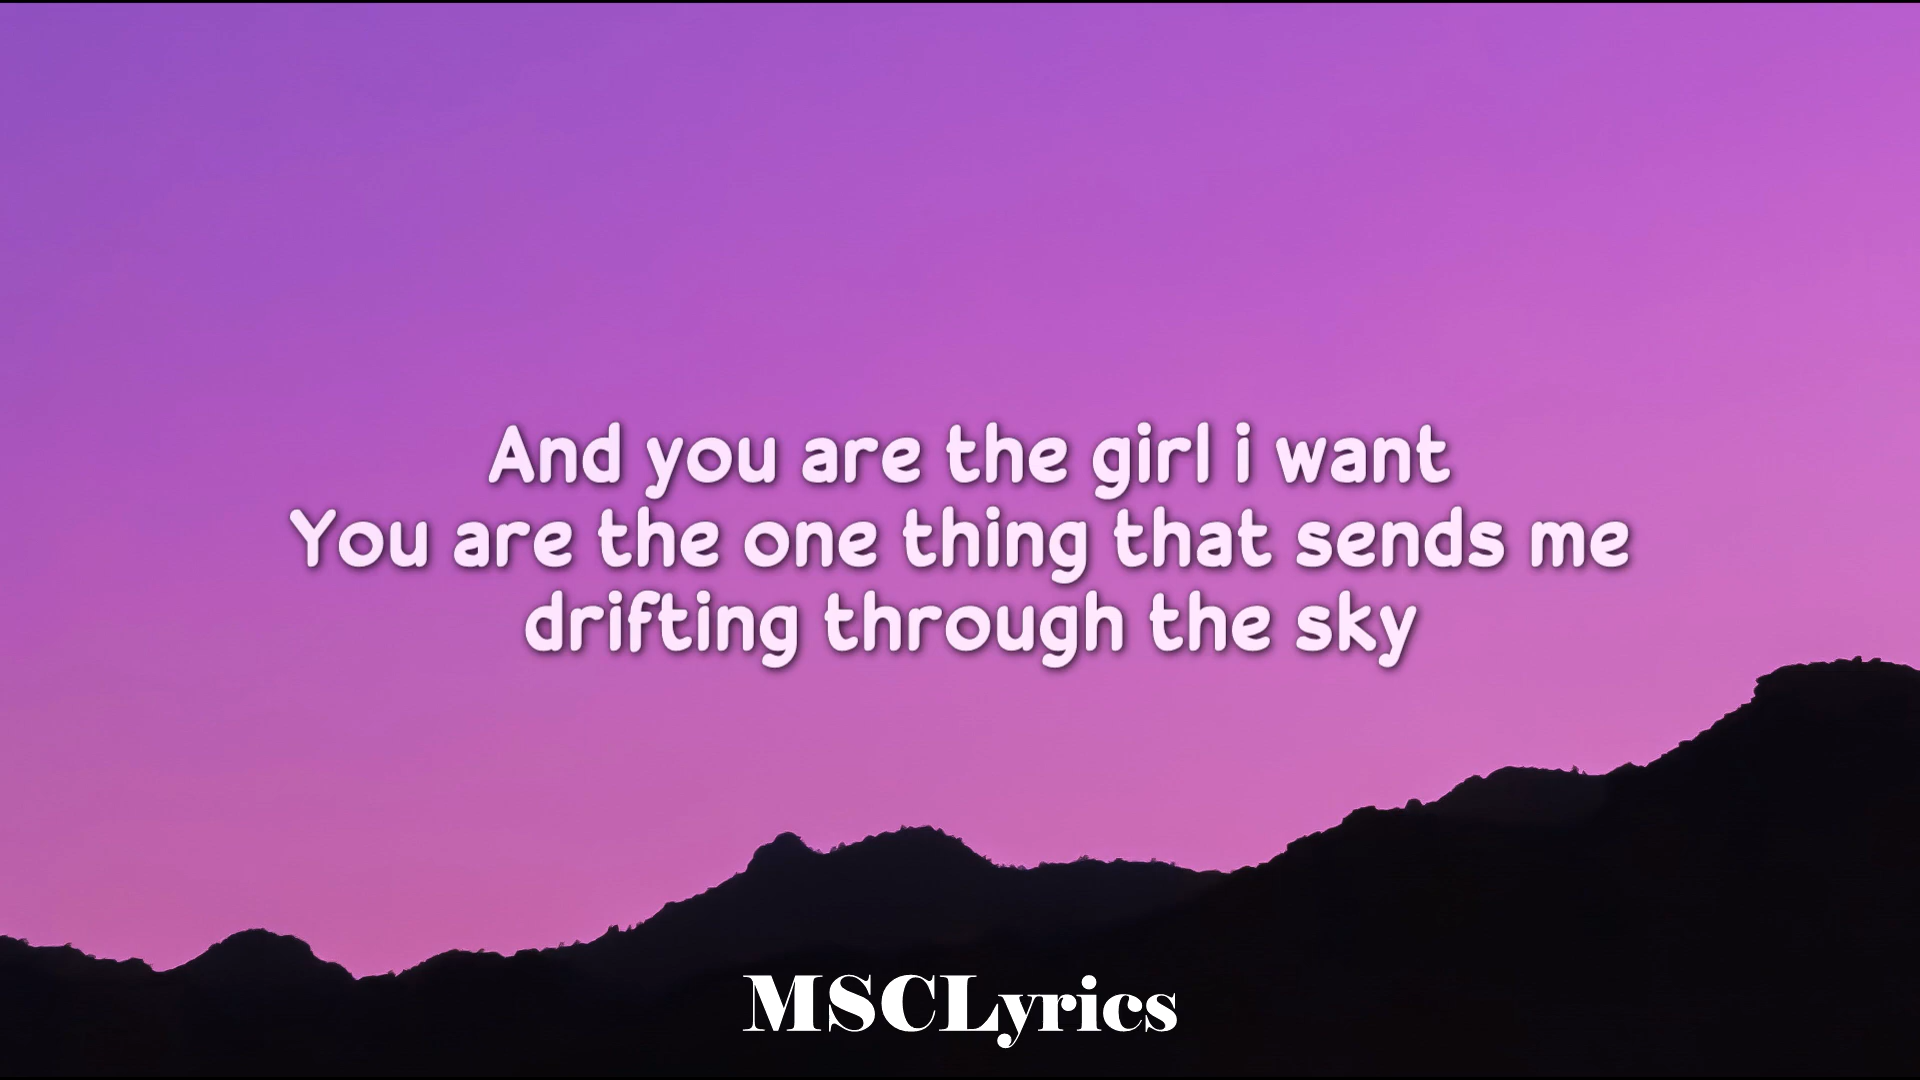 And you are the girl i want
You are the one thing that sends me
drifting through the sky
MSCLyrics